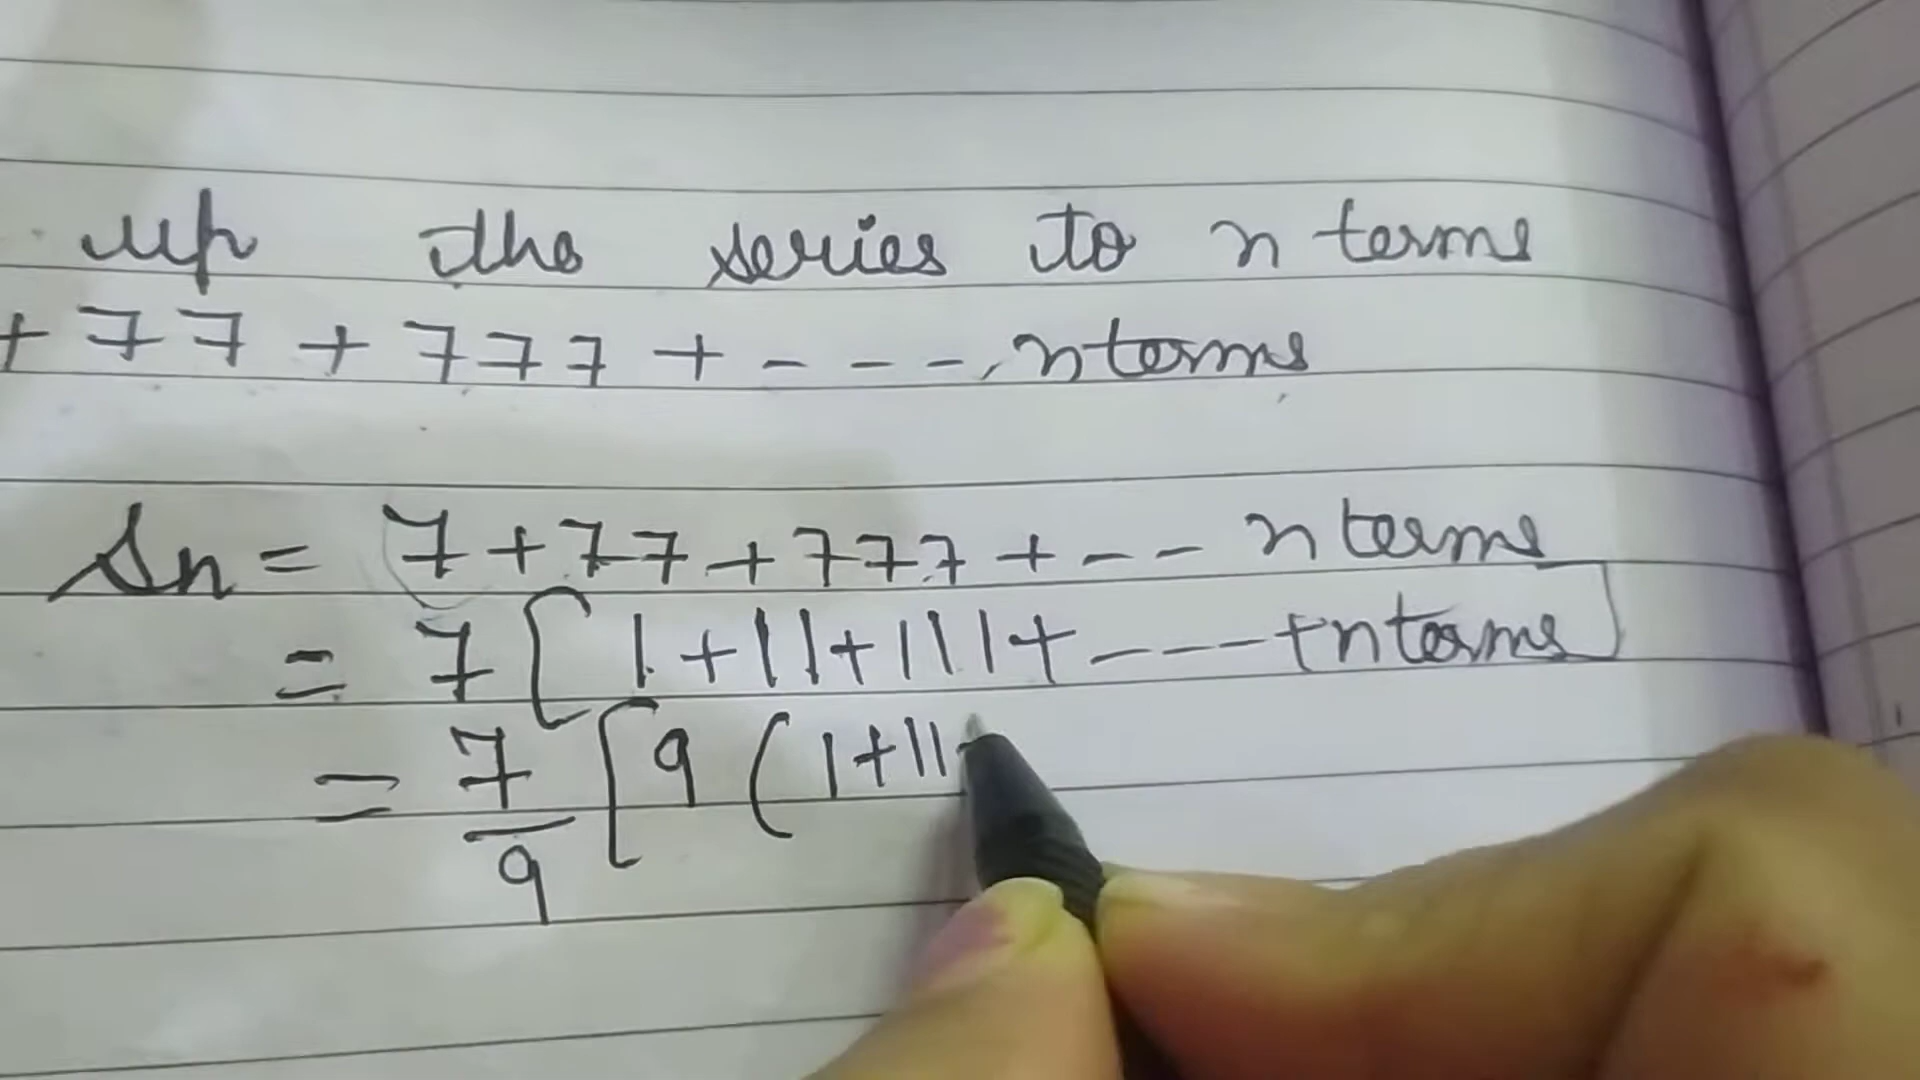 up the series to n terms
+ 77 + 777 + - - - - n terms
Sn = 7 + 77 + 777 + - - n terms
= 7 [ 1 + 11 + 111 + - - - - + n terms ]
= 7/9 [ 9 ( 1 + 11 +